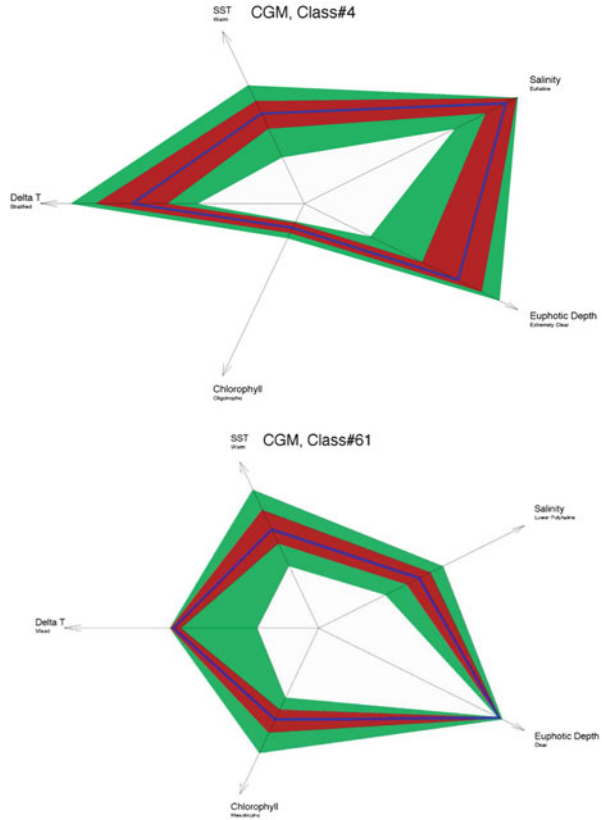 CGM, Class#4
SST
Warm
Salinity
Euhaline
Delta T
Stratified
Euphotic Depth
Extremely Clear
Chlorophyll
Oligotrophic
CGM, Class#61
SST
Warm
Salinity
Lower Polyhaline
Delta T
Mixed
Euphotic Depth
Clear
Chlorophyll
Mesotrophic